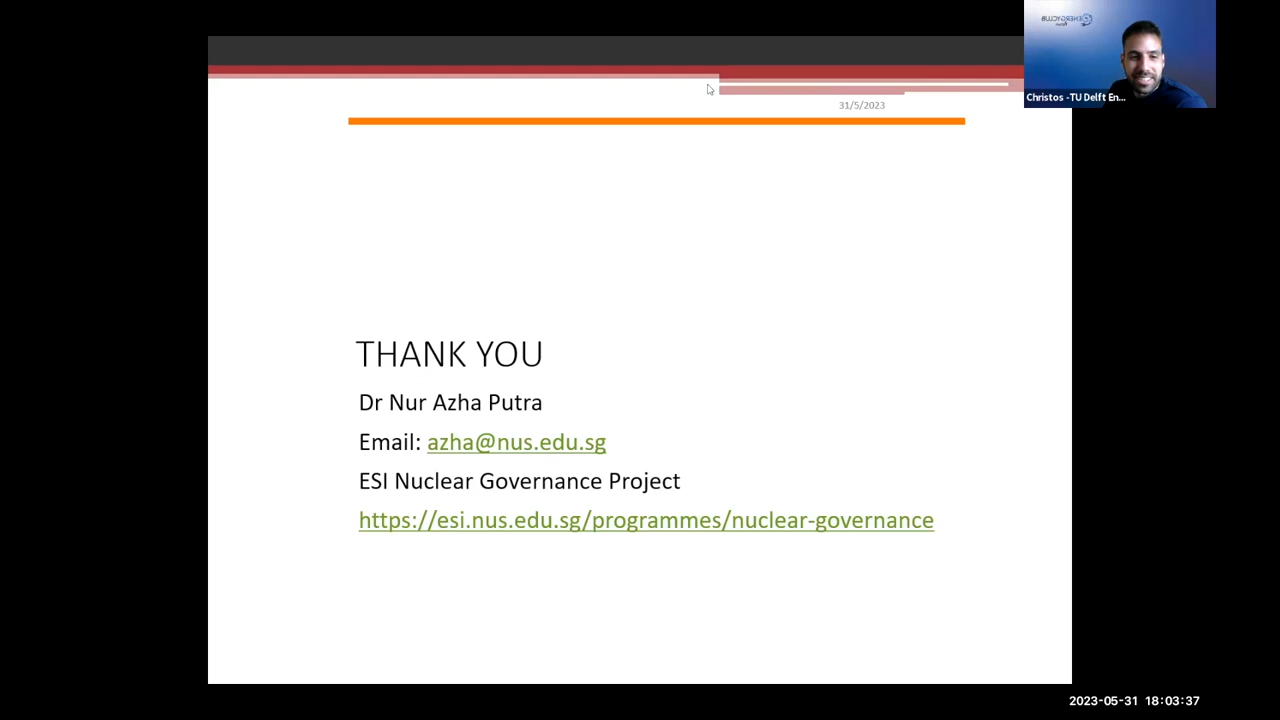 31/5/2023
THANK YOU
Dr Nur Azha Putra
Email: azha@nus.edu.sg
ESI Nuclear Governance Project
https://esi.nus.edu.sg/programmes/nuclear-governance
ENERGYCLUB
Christos -TU Delft En...
2023-05-31 18:03:37